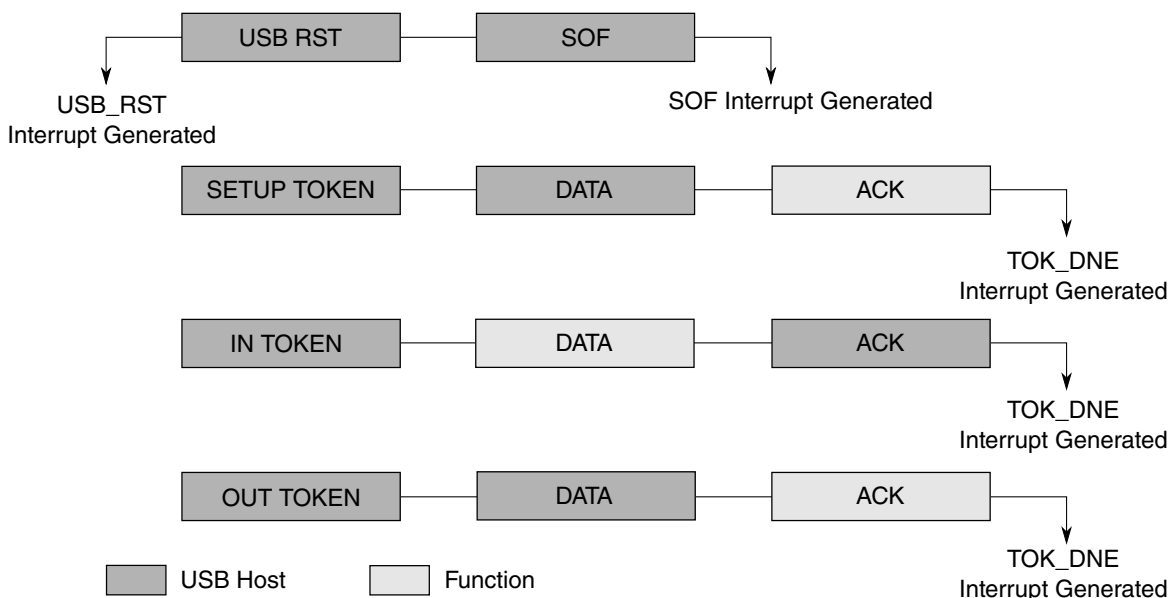 USB RST
SOF
USB_RST
Interrupt Generated
SOF Interrupt Generated
SETUP TOKEN
DATA
ACK
TOK_DNE
Interrupt Generated
IN TOKEN
DATA
ACK
TOK_DNE
Interrupt Generated
OUT TOKEN
DATA
ACK
TOK_DNE
Interrupt Generated
USB Host
Function